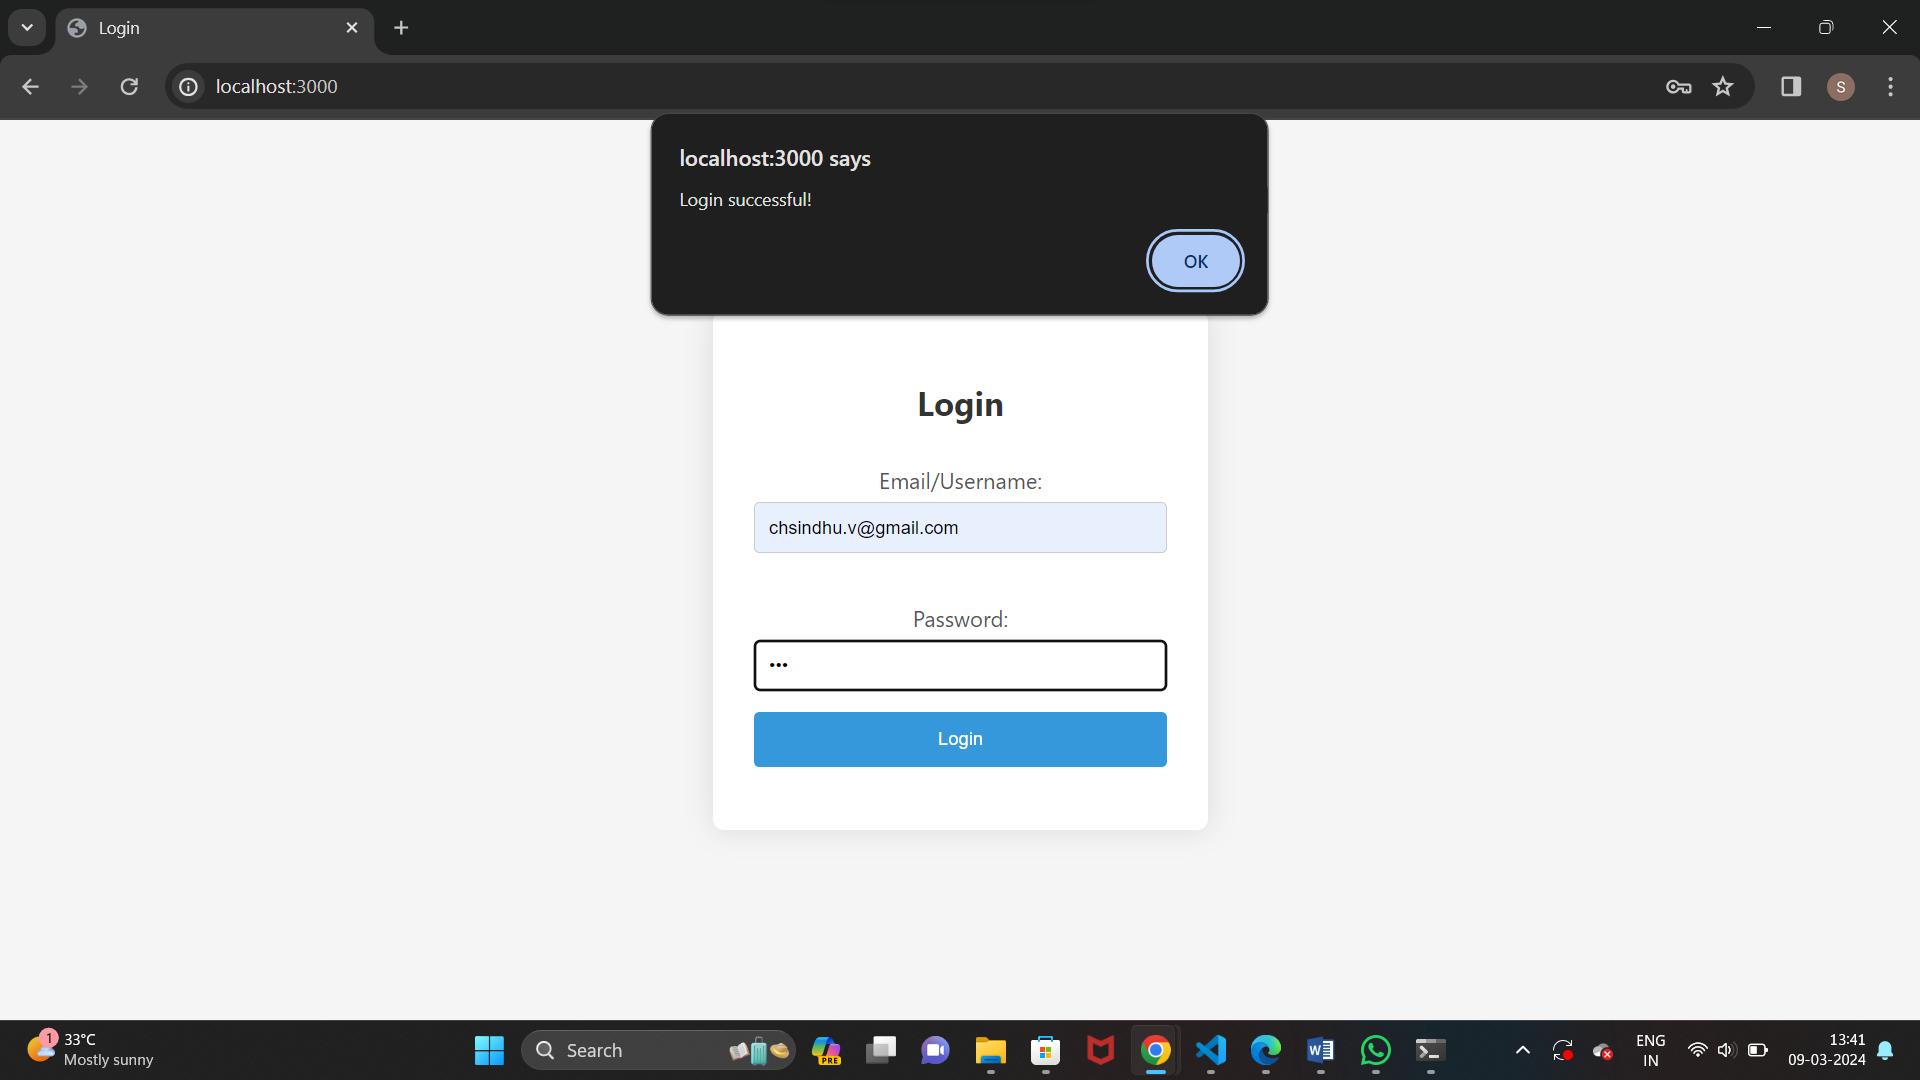 Login
localhost:3000
S
localhost:3000 says
Login successful!
OK
Login
Email/Username:
chsindhu.v@gmail.com
Password:
•••
Login
1
33°C
Mostly sunny
Search
PRE
W
ENG
IN
13:41
09-03-2024